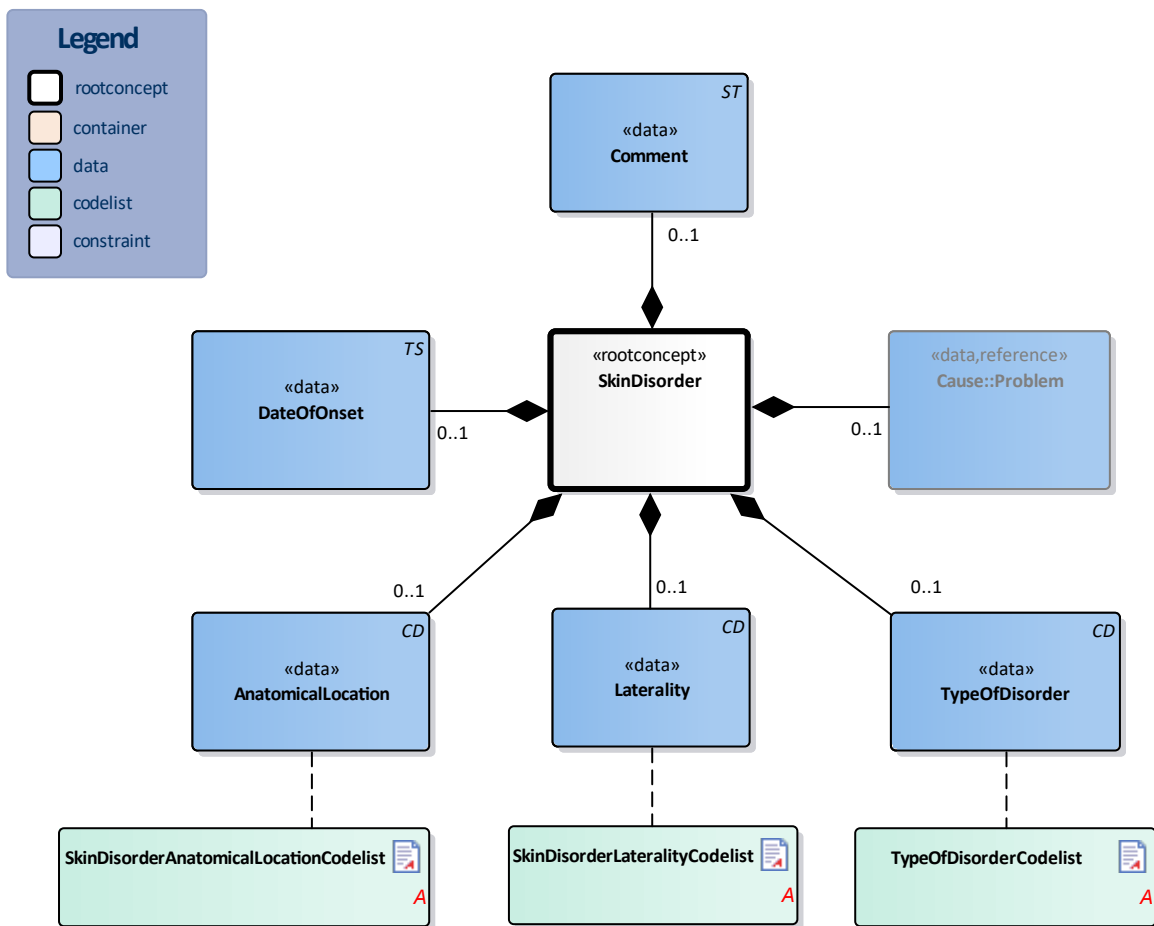 Legend
rootconcept
container
data
codelist
constraint
ST
«data»
Comment
0..1
TS
«data»
DateOfOnset
0..1
«rootconcept»
SkinDisorder
«data,reference»
Cause::Problem
0..1
0..1
CD
«data»
AnatomicalLocation
0..1
CD
«data»
Laterality
0..1
CD
«data»
TypeOfDisorder
SkinDisorderAnatomicalLocationCodelist
A
SkinDisorderLateralityCodelist
A
TypeOfDisorderCodelist
A